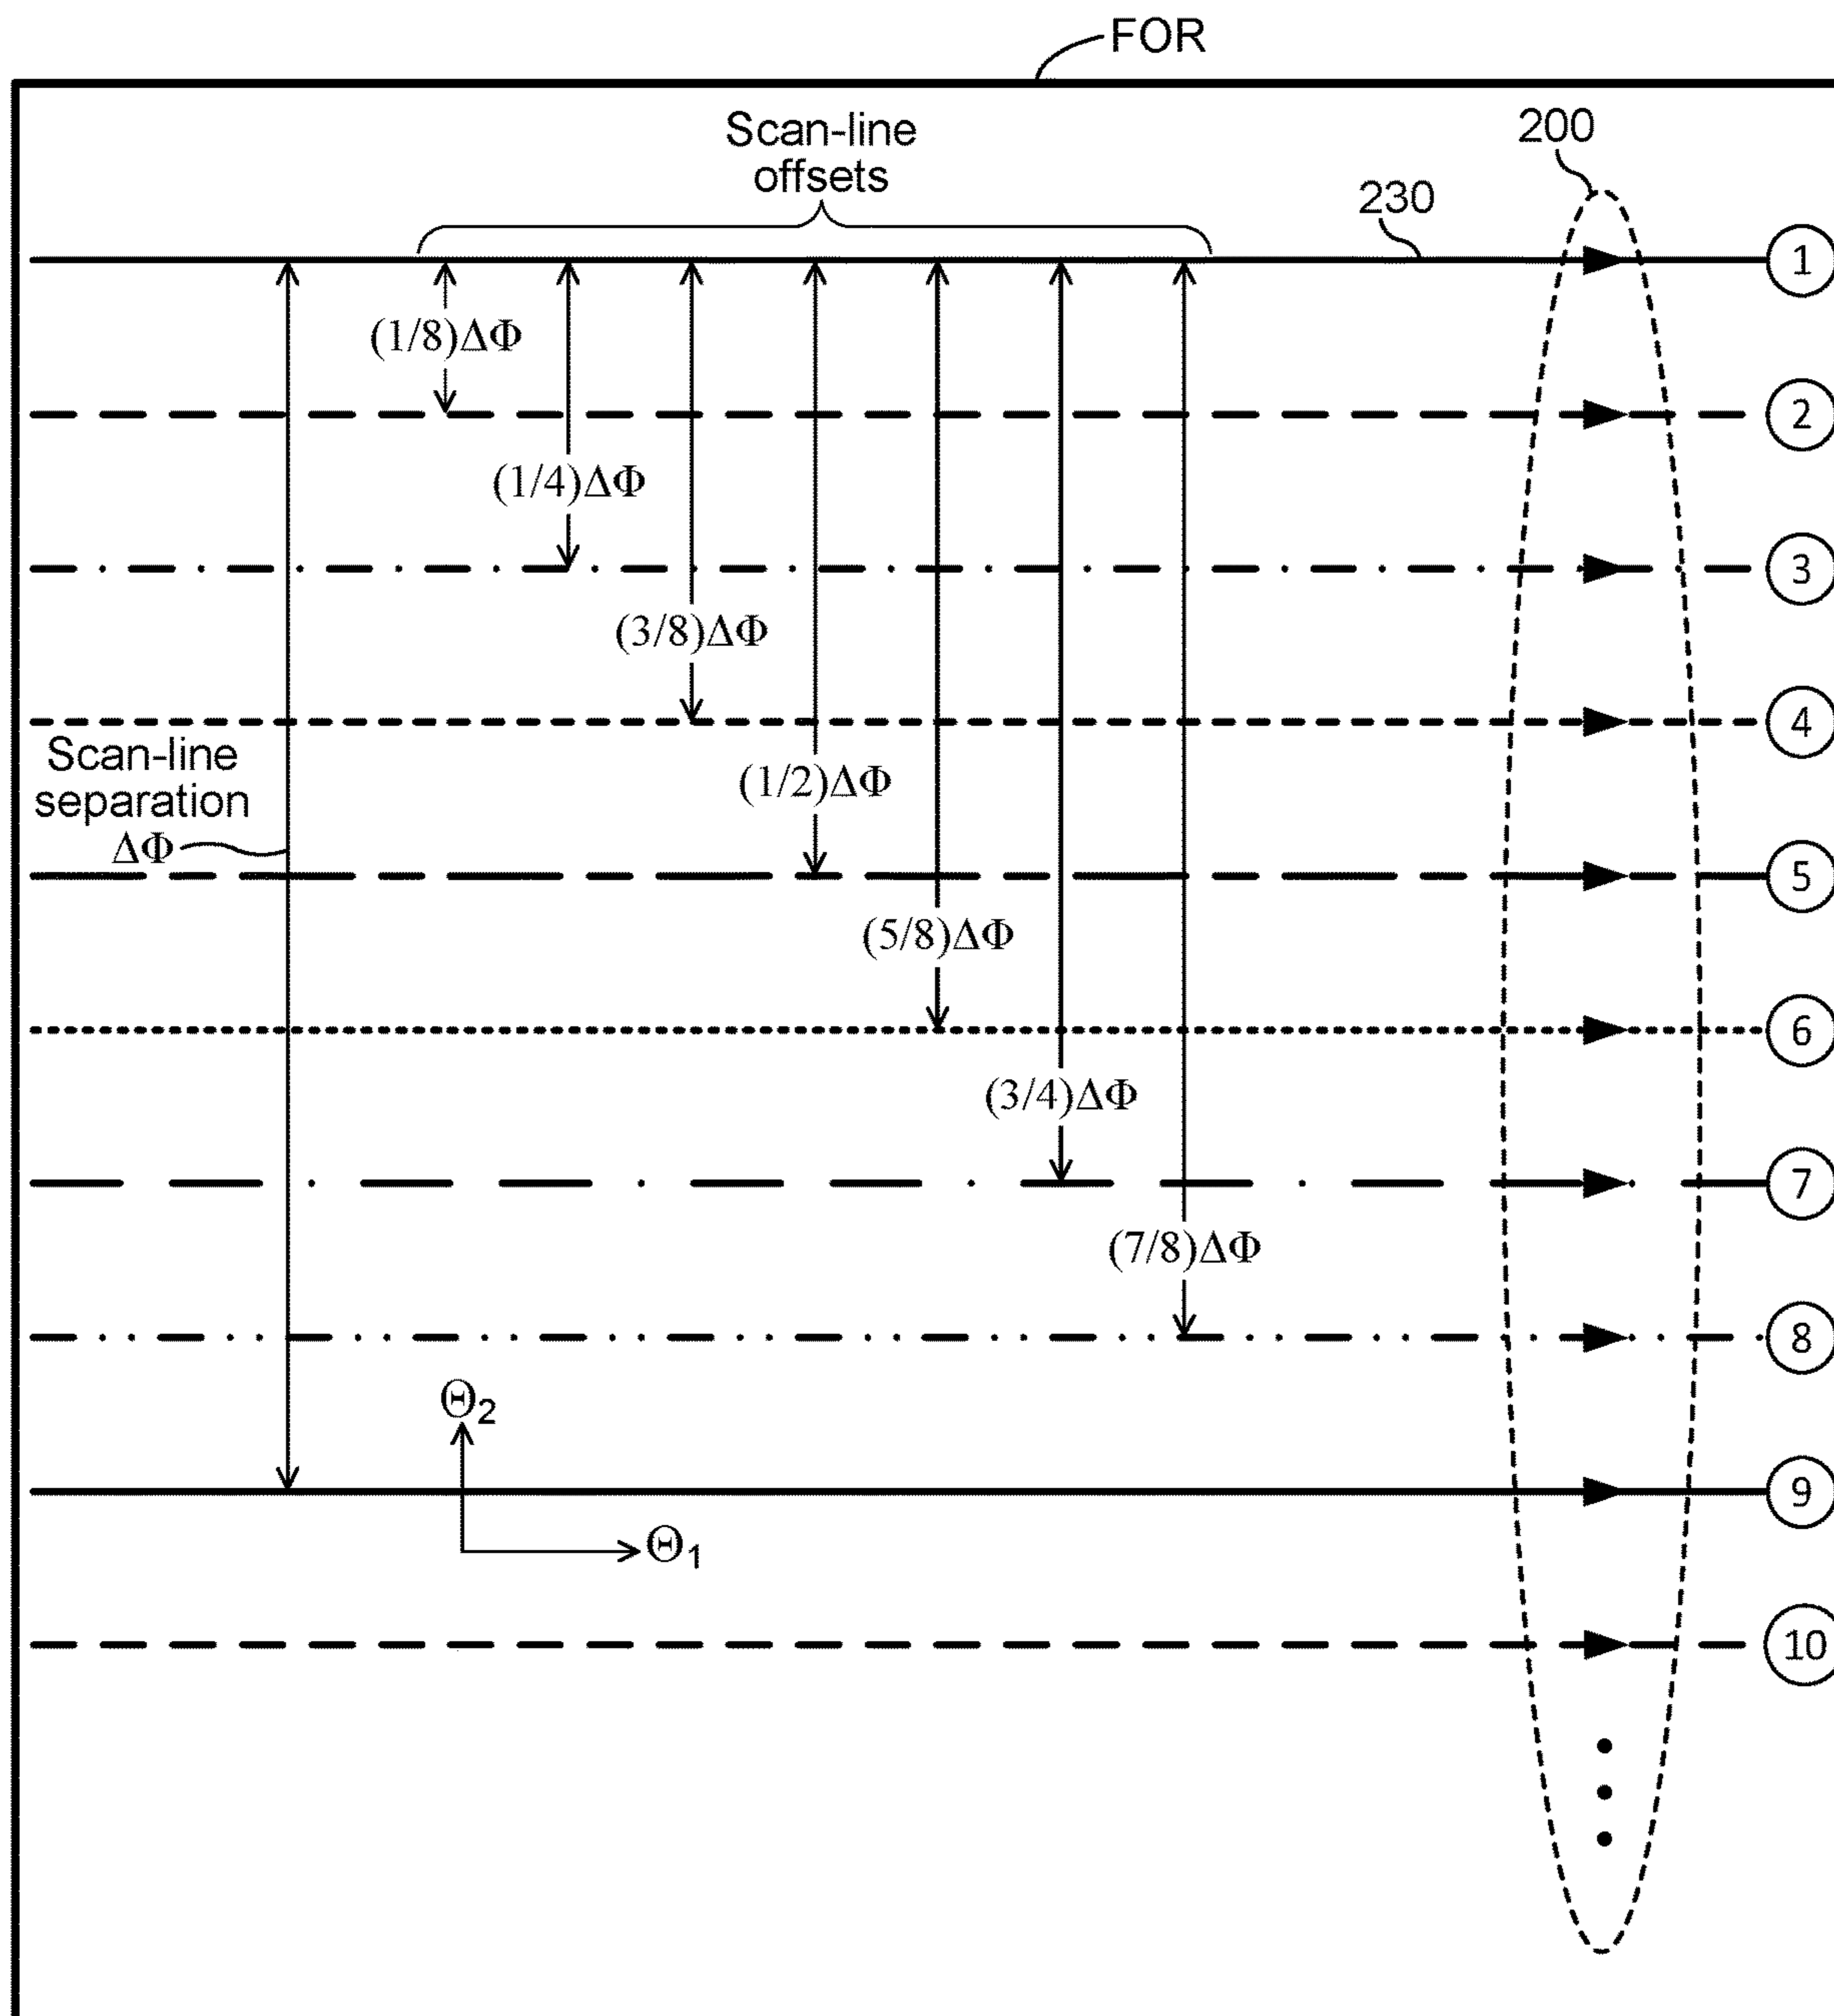 FOR
Scan-line
offsets
200
230
1
(1/8)ΔΦ
2
(1/4)ΔΦ
3
(3/8)ΔΦ
4
Scan-line
separation
ΔΦ
(1/2)ΔΦ
5
(5/8)ΔΦ
6
(3/4)ΔΦ
7
(7/8)ΔΦ
8
Θ2
9
Θ1
10